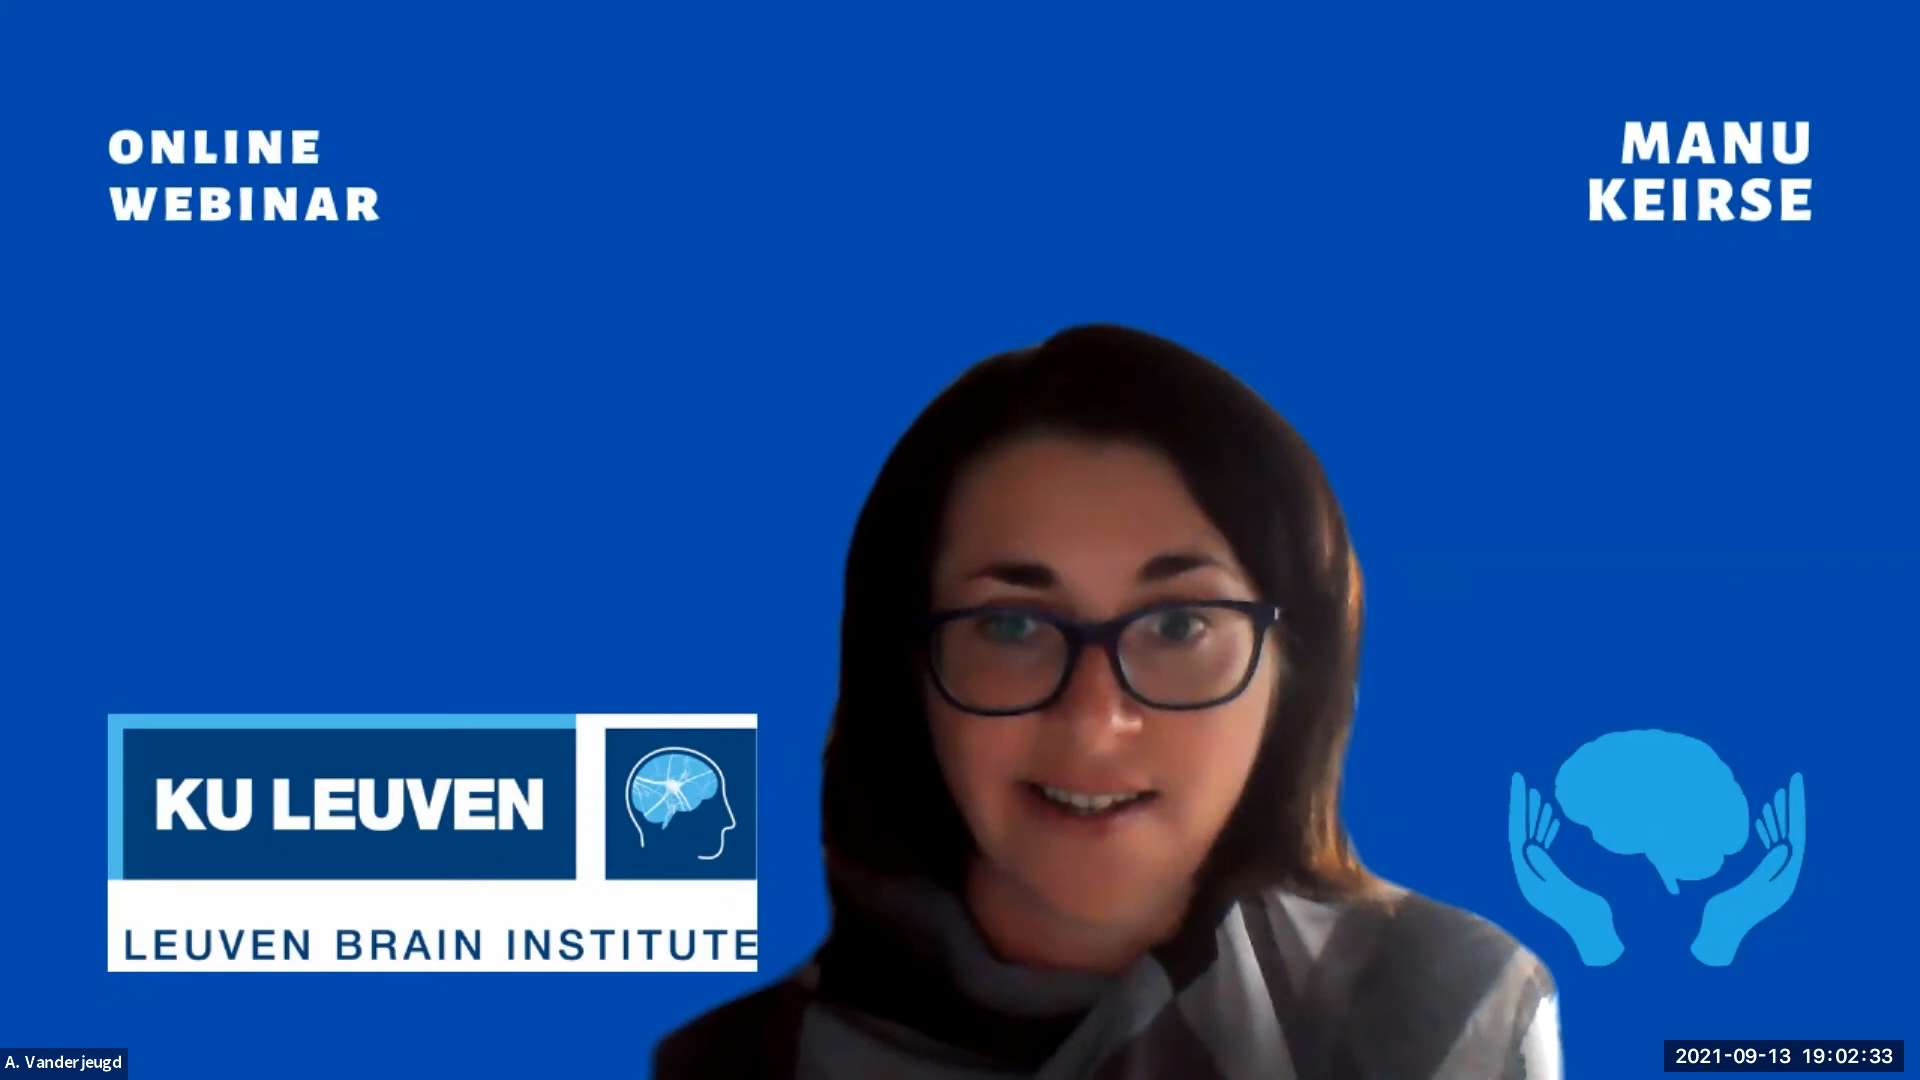 ONLINE
WEBINAR
MANU
KEIRSE
KU LEUVEN
LEUVEN BRAIN INSTITUTE
A. Vanderjeugd
2021-09-13 19:02:33